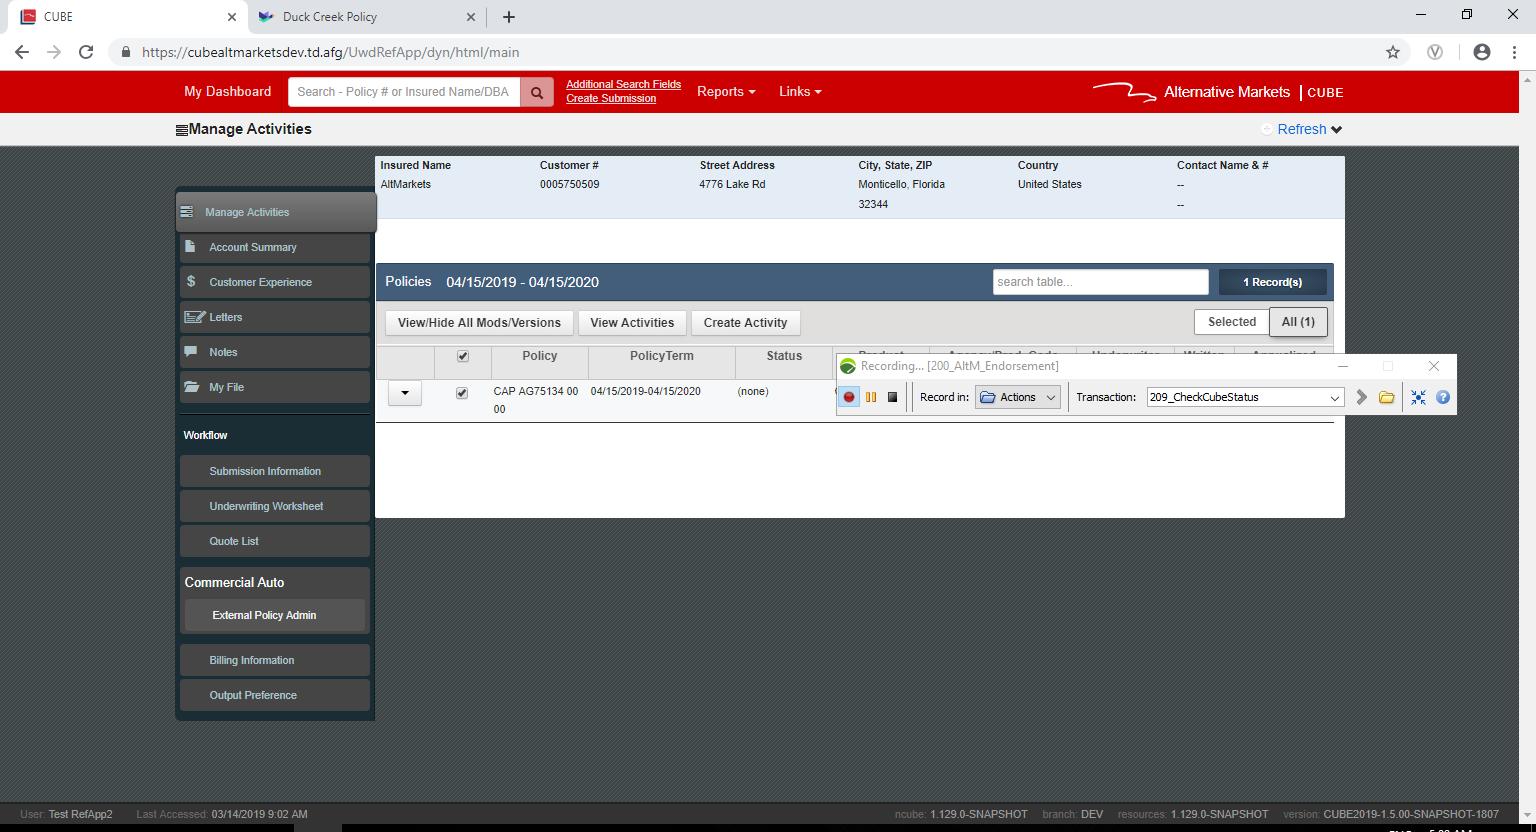 CUBE
Duck Creek Policy
https://cubealtmarketsdev.td.afg/UwdRefApp/dyn/html/main
My Dashboard
Search - Policy # or Insured Name/DBA
Additional Search Fields
Create Submission
Reports
Links
Alternative Markets | CUBE
Manage Activities
Refresh
Insured Name Customer # Street Address City, State, ZIP Country Contact Name & #
AltMarkets 0005750509 4776 Lake Rd Monticello, Florida United States --
32344 --
Manage Activities
Account Summary
Customer Experience
Letters
Notes
My File
Workflow
Submission Information
Underwriting Worksheet
Quote List
Commercial Auto
External Policy Admin
Billing Information
Output Preference
Policies 04/15/2019 - 04/15/2020
search table...
1 Record(s)
View/Hide All Mods/Versions View Activities Create Activity
Selected All (1)
Policy PolicyTerm Status
CAP AG75134 00 04/15/2019-04/15/2020 (none)
00
Recording... [200_AltM_Endorsement]
Record in: Actions Transaction: 209_CheckCubeStatus
User: Test RefApp2 Last Accessed: 03/14/2019 9:02 AM
ncube: 1.129.0-SNAPSHOT branch: DEV resources: 1.129.0-SNAPSHOT version: CUBE2019-1.5.00-SNAPSHOT-1807